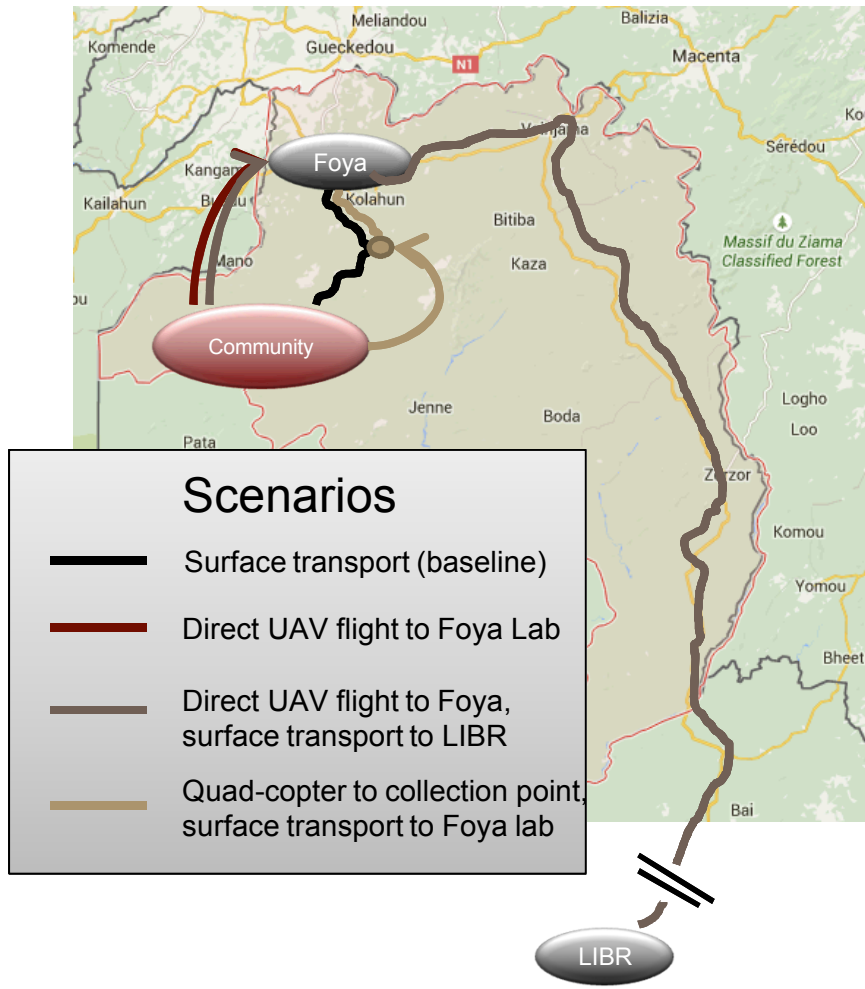 Meliandou
Balizia
Komende
Gueckedou
N1
Macenta
Foya
Voinjama
Sérédou
Kailahun
Kolahun
Bitiba
Massif du Ziama
Classified Forest
Mano
Kaza
Community
Jenne
Boda
Logho
Loo
Pata
Zorzor
Scenarios
Surface transport (baseline)
Komou
Direct UAV flight to Foya Lab
Yomou
Bheet
Direct UAV flight to Foya,
surface transport to LIBR
Quad-copter to collection point,
surface transport to Foya lab
Bai
LIBR